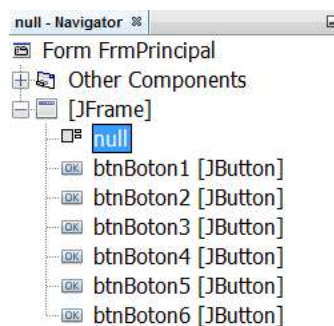 null - Navigator
Form FrmPrincipal
Other Components
[JFrame]
null
btnBoton1 [JButton]
btnBoton2 [JButton]
btnBoton3 [JButton]
btnBoton4 [JButton]
btnBoton5 [JButton]
btnBoton6 [JButton]